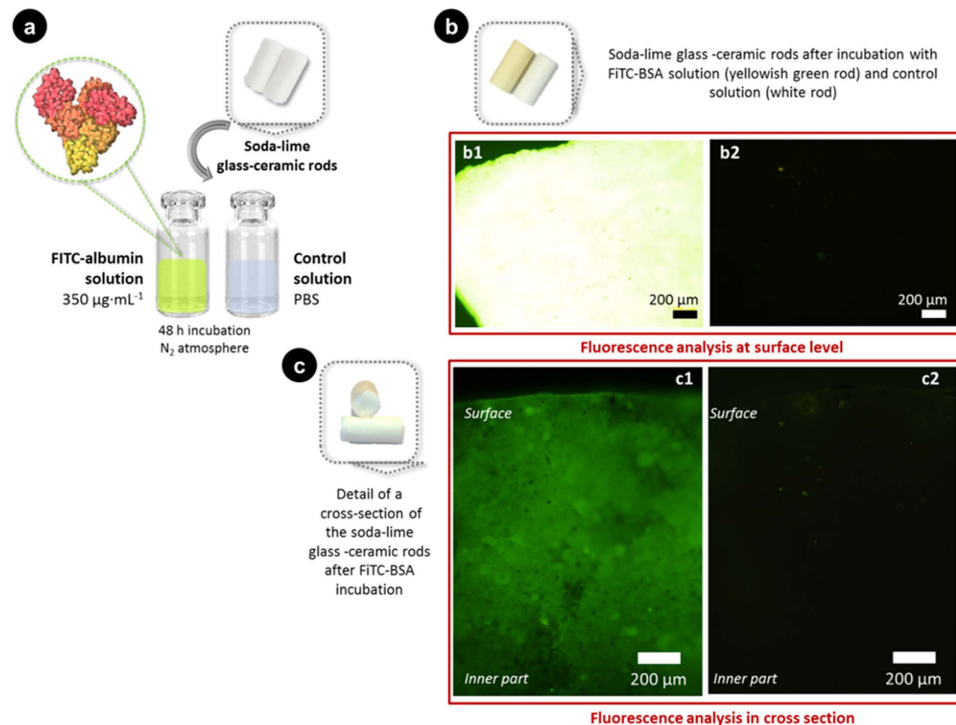 a
Soda-lime
glass-ceramic rods
FITC-albumin
solution
350 µg·mL⁻¹
Control
solution
PBS
48 h incubation
N₂ atmosphere
b
Soda-lime glass -ceramic rods after incubation with
FiTC-BSA solution (yellowish green rod) and control
solution (white rod)
b1
200 µm
b2
200 µm
Fluorescence analysis at surface level
c
Detail of a
cross-section of
the soda-lime
glass -ceramic rods
after FiTC-BSA
incubation
c1
Surface
Inner part
200 µm
c2
Surface
Inner part
200 µm
Fluorescence analysis in cross section